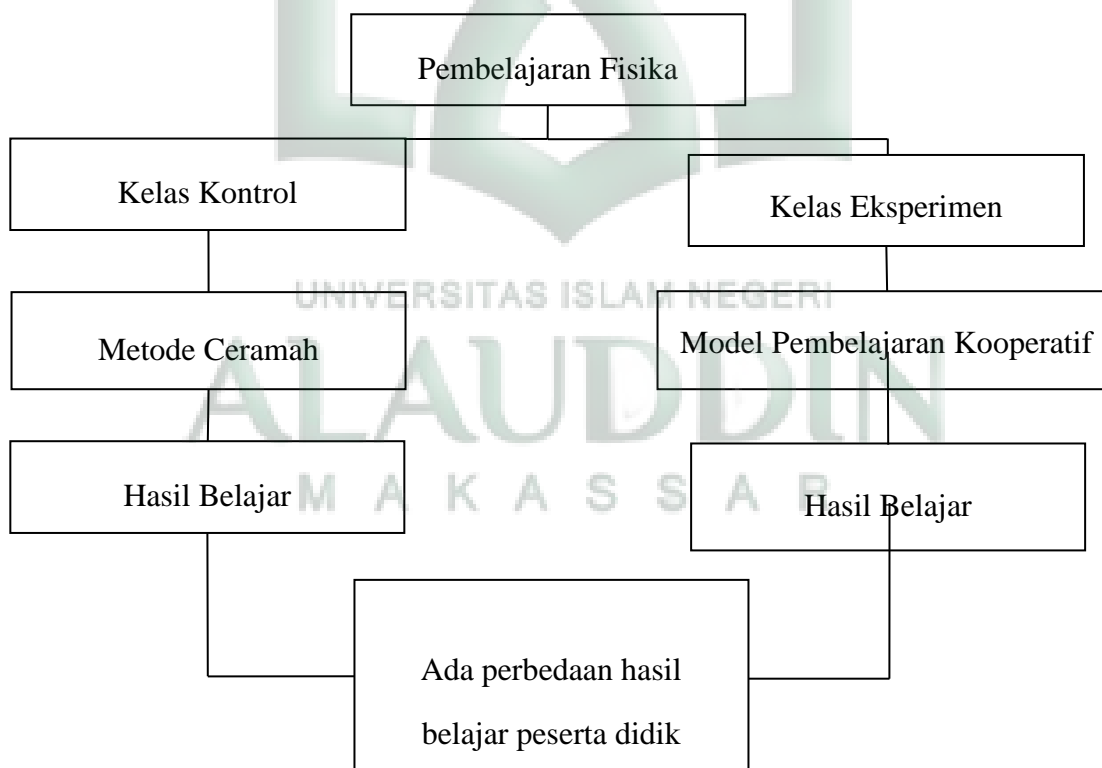 Pembelajaran Fisika
Kelas Kontrol
Kelas Eksperimen
UNIVERSITAS ISLAM NEGERI
Metode Ceramah
Model Pembelajaran Kooperatif
ALAUDDIN
Hasil Belajar
MAKASSAR
Hasil Belajar
Ada perbedaan hasil
belajar peserta didik